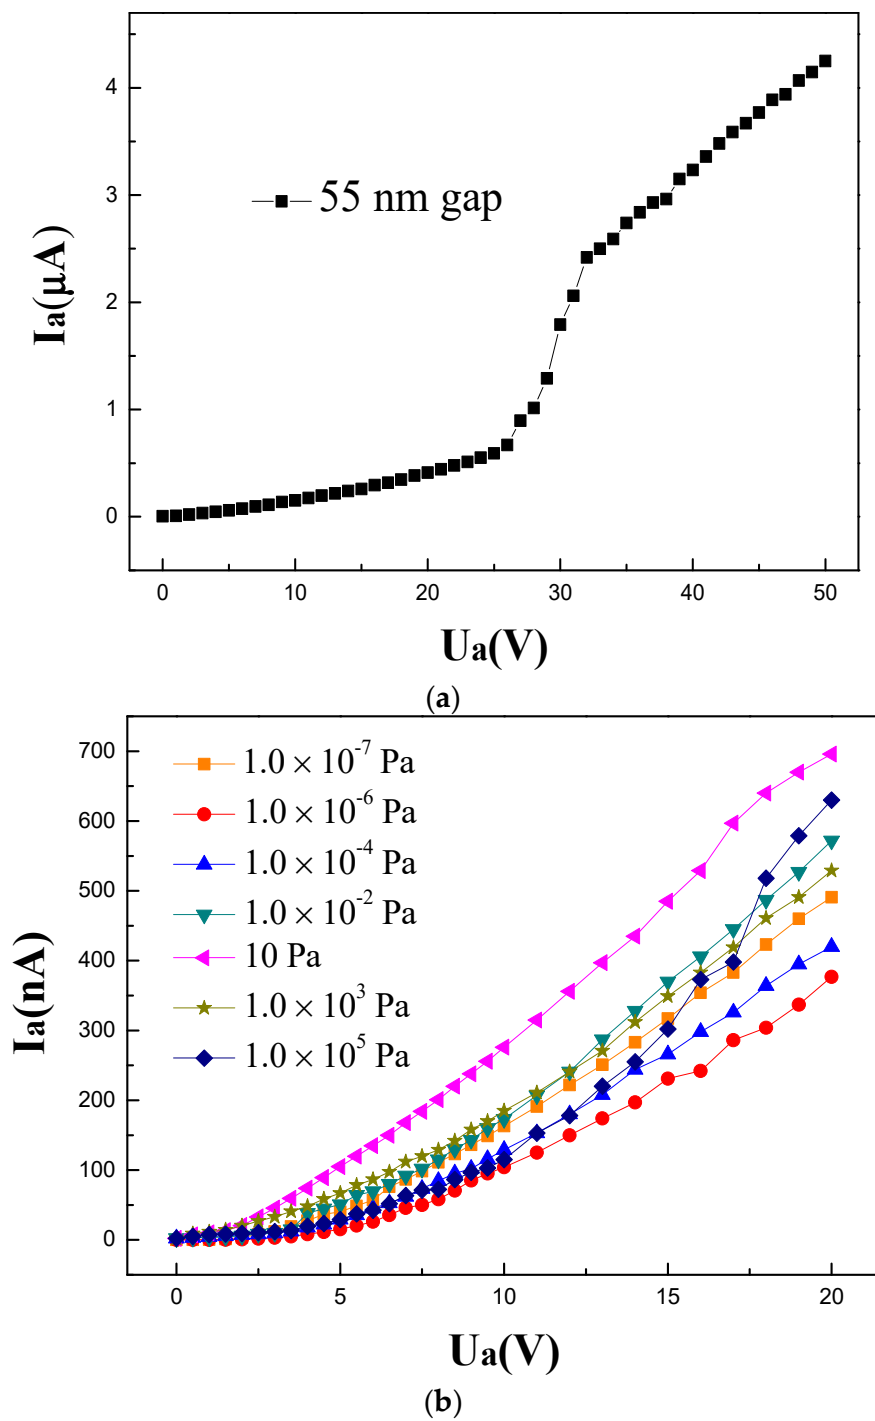 4
3
2
1
0
Ia(μA)
55 nm gap
0 10 20 30 40 50
Ua(V)
(a)
700
600
500
400
300
200
100
0
Ia(nA)
1.0 × 10⁻⁷ Pa
1.0 × 10⁻⁶ Pa
1.0 × 10⁻⁴ Pa
1.0 × 10⁻² Pa
10 Pa
1.0 × 10³ Pa
1.0 × 10⁵ Pa
0 5 10 15 20
Ua(V)
(b)